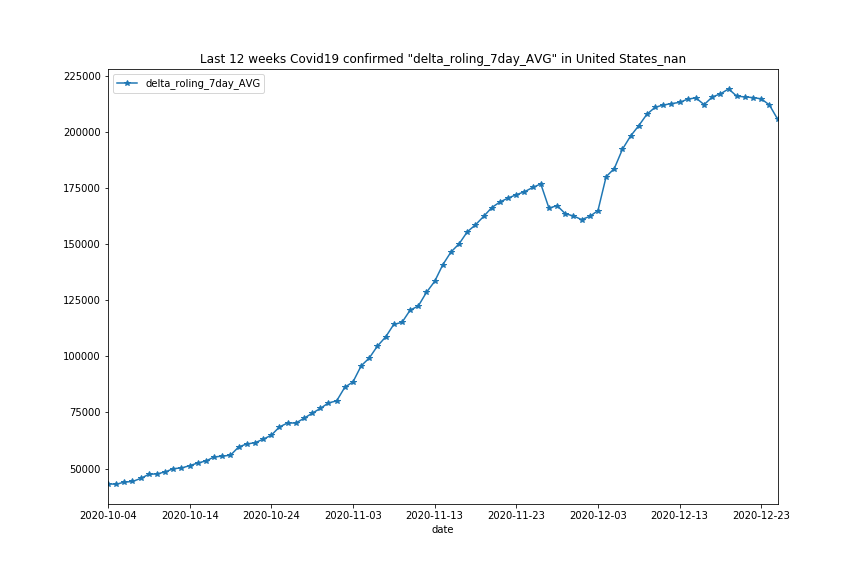 Last 12 weeks Covid19 confirmed "delta_roling_7day_AVG" in United States_nan
delta_roling_7day_AVG
225000
200000
175000
150000
125000
100000
75000
50000
2020-10-04 2020-10-14 2020-10-24 2020-11-03 2020-11-13 2020-11-23 2020-12-03 2020-12-13 2020-12-23
date